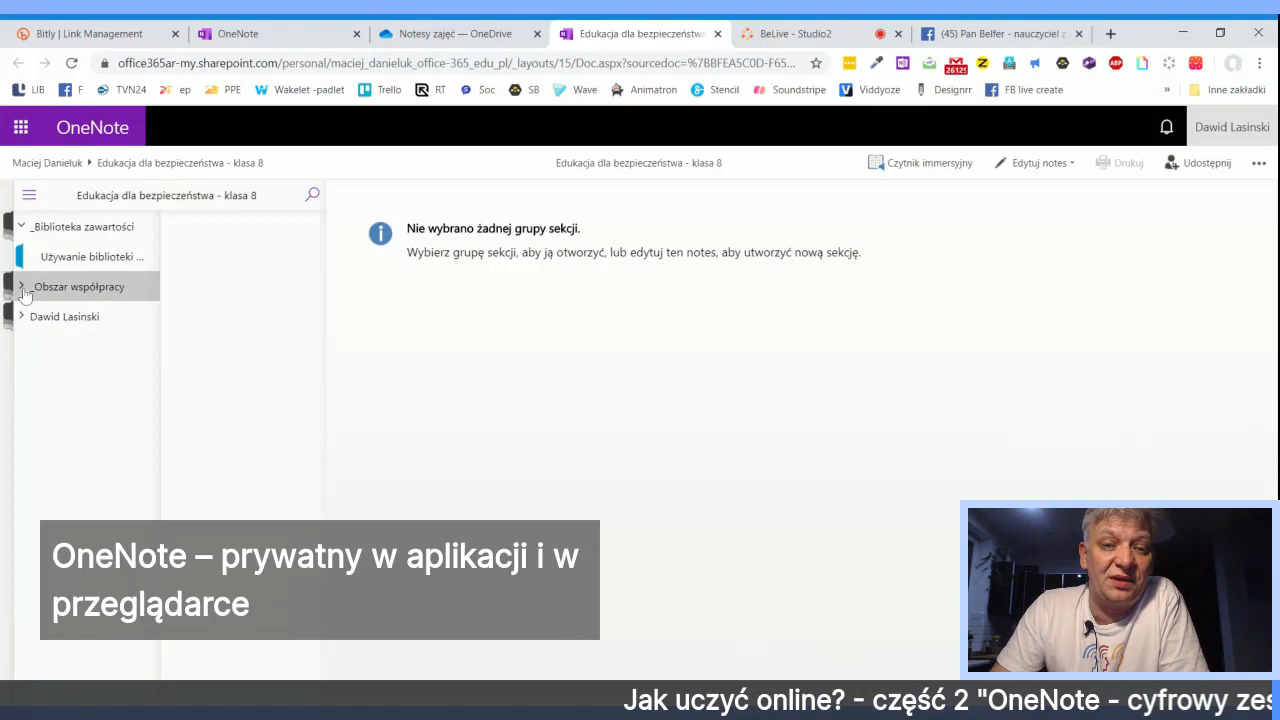 Bitly | Link Management
OneNote
Notesy zajęć — OneDrive
Edukacja dla bezpieczeństwa
BeLive - Studio2
(45) Pan Belfer - nauczyciel z
office365ar-my.sharepoint.com/personal/maciej_danieluk_office-365_edu_pl/_layouts/15/Doc.aspx?sourcedoc=%7BBFEA5C0D-F65...
26125
ABP
LIB
F
TVN24
ep
PPE
Wakelet -padlet
Trello
RT
Soc
SB
Wave
Animatron
Stencil
Soundstripe
Viddyoze
Designrr
FB live create
»
Inne zakładki
OneNote
Dawid Lasinski
Maciej Danieluk
Edukacja dla bezpieczeństwa - klasa 8
Edukacja dla bezpieczeństwa - klasa 8
Czytnik immersyjny
Edytuj notes
Drukuj
Udostępnij
Edukacja dla bezpieczeństwa - klasa 8
_Biblioteka zawartości
Używanie biblioteki ...
_Obszar współpracy
Dawid Lasinski
Nie wybrano żadnej grupy sekcji.
Wybierz grupę sekcji, aby ją otworzyć, lub edytuj ten notes, aby utworzyć nową sekcję.
OneNote – prywatny w aplikacji i w
przeglądarce
Jak uczyć online? - część 2 "OneNote - cyfrowy zes